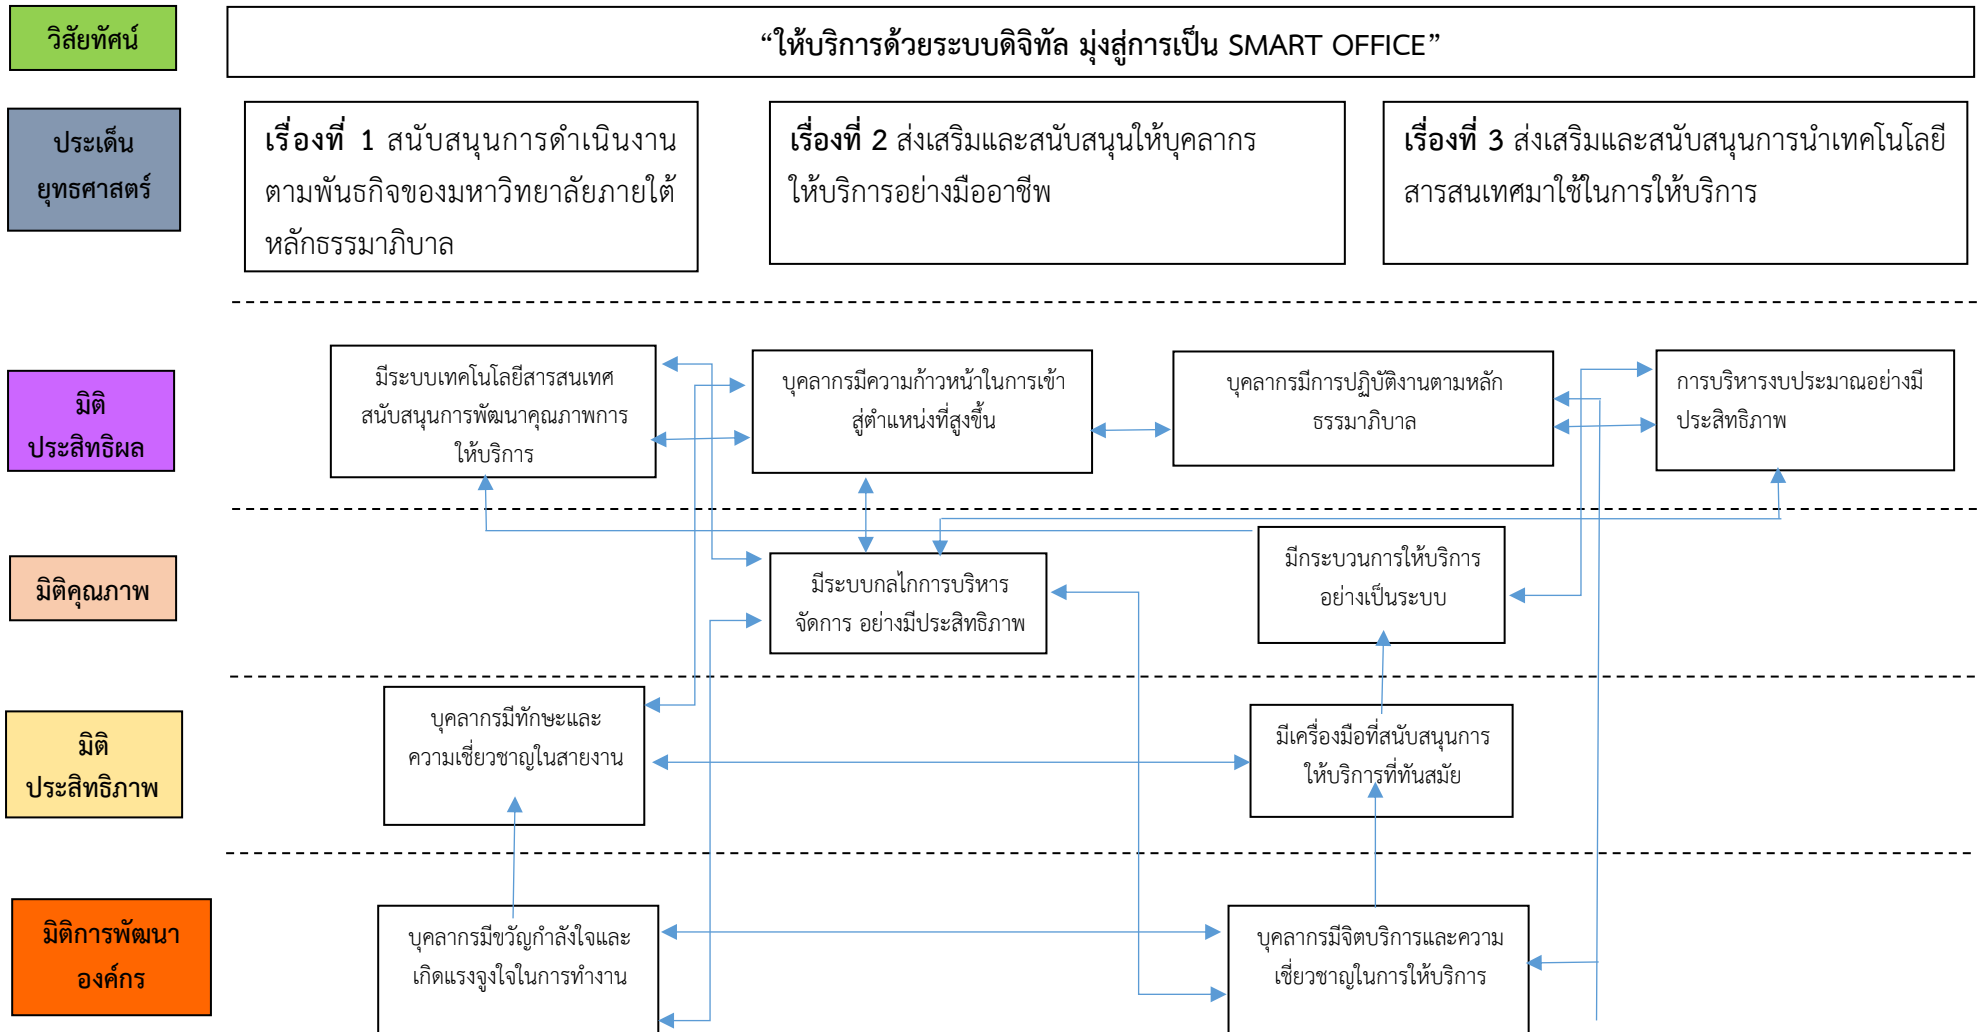 วิสัยทัศน์
“ให้บริการด้วยระบบดิจิทัล มุ่งสู่การเป็น SMART OFFICE”
ประเด็น
ยุทธศาสตร์
เรื่องที่ 1 สนับสนุนการดำเนินงาน
ตามพันธกิจของมหาวิทยาลัยภายใต้
หลักธรรมาภิบาล
เรื่องที่ 2 ส่งเสริมและสนับสนุนให้บุคลากร
ให้บริการอย่างมืออาชีพ
เรื่องที่ 3 ส่งเสริมและสนับสนุนการนำเทคโนโลยี
สารสนเทศมาใช้ในการให้บริการ
มิติ
ประสิทธิผล
มีระบบเทคโนโลยีสารสนเทศ
สนับสนุนการพัฒนาคุณภาพการ
ให้บริการ
บุคลากรมีความก้าวหน้าในการเข้า
สู่ตำแหน่งที่สูงขึ้น
บุคลากรมีการปฏิบัติงานตามหลัก
ธรรมาภิบาล
การบริหารงบประมาณอย่างมี
ประสิทธิภาพ
มิติคุณภาพ
มีระบบกลไกการบริหาร
จัดการ อย่างมีประสิทธิภาพ
มีกระบวนการให้บริการ
อย่างเป็นระบบ
มิติ
ประสิทธิภาพ
บุคลากรมีทักษะและ
ความเชี่ยวชาญในสายงาน
มีเครื่องมือที่สนับสนุนการ
ให้บริการที่ทันสมัย
มิติการพัฒนา
องค์กร
บุคลากรมีขวัญกำลังใจและ
เกิดแรงจูงใจในการทำงาน
บุคลากรมีจิตบริการและความ
เชี่ยวชาญในการให้บริการ